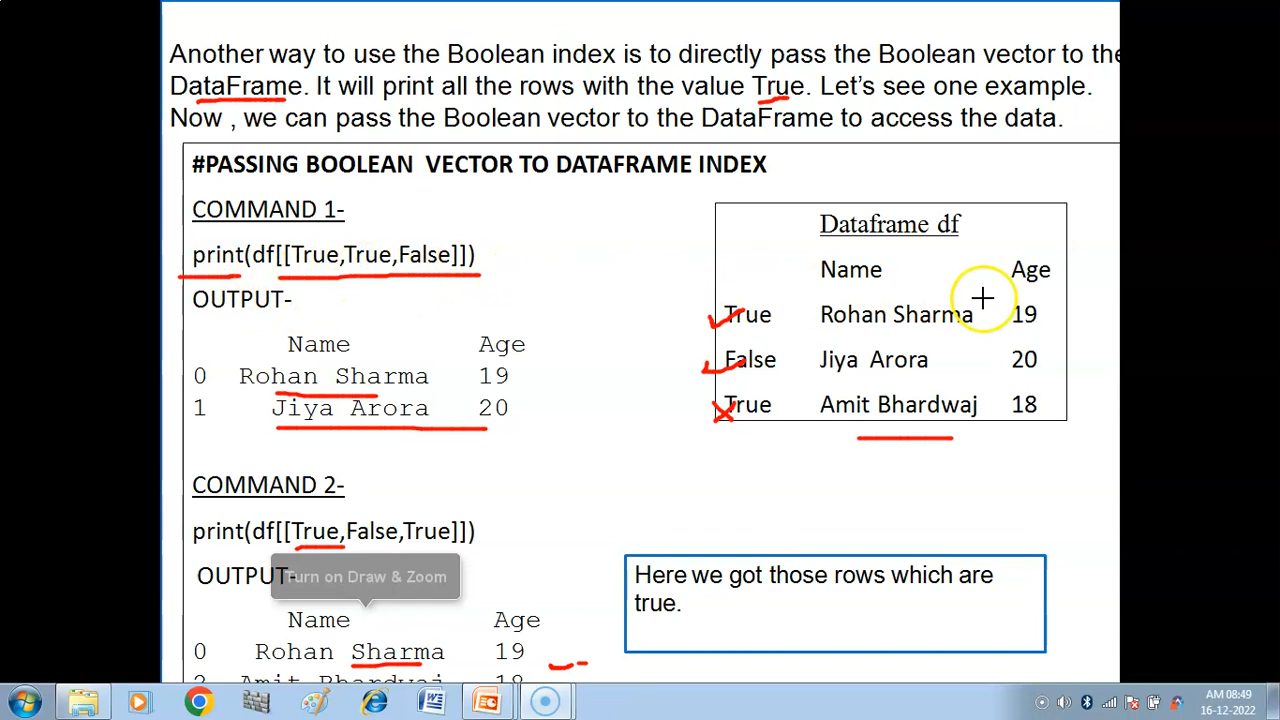 Another way to use the Boolean index is to directly pass the Boolean vector to the
DataFrame. It will print all the rows with the value True. Let's see one example.
Now , we can pass the Boolean vector to the DataFrame to access the data.
#PASSING BOOLEAN VECTOR TO DATAFRAME INDEX
COMMAND 1-
print(df[[True,True,False]])
OUTPUT-
Name Age
0 Rohan Sharma 19
1 Jiya Arora 20
Dataframe df
Name Age
True Rohan Sharma 19
False Jiya Arora 20
True Amit Bhardwaj 18
COMMAND 2-
print(df[[True,False,True]])
OUTPUT-
Turn on Draw & Zoom
Name Age
0 Rohan Sharma 19
2 Amit Bhardwaj 18
Here we got those rows which are
true.
AM 08:49
16-12-2022